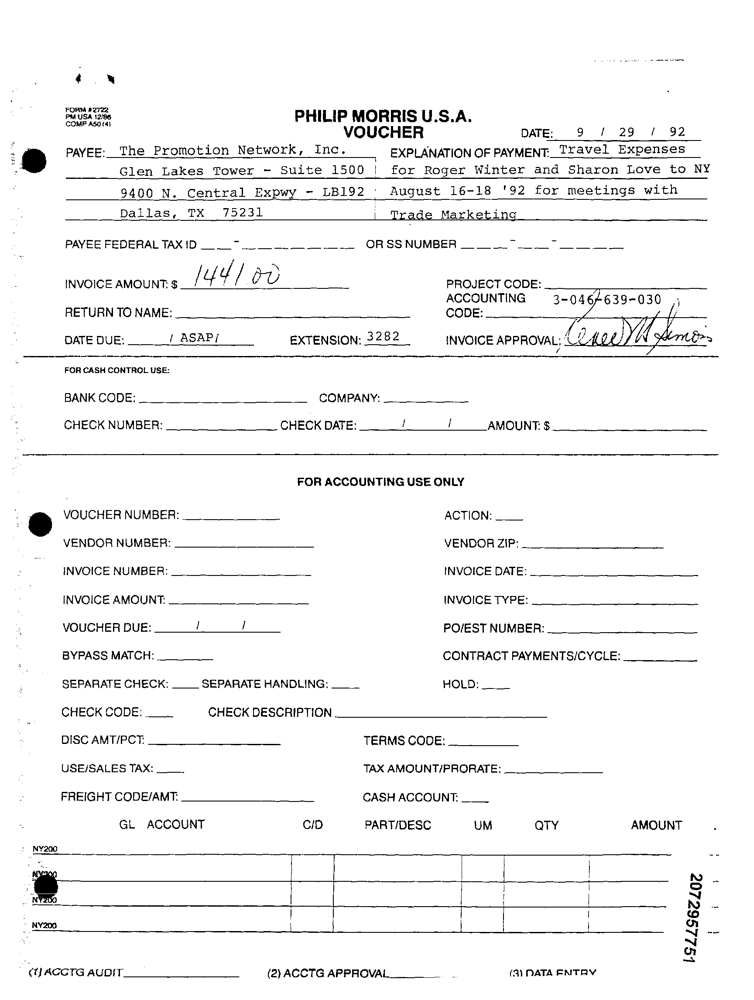 FORM #2722
PM USA 12/86
COMP A50 (4)
PHILIP MORRIS U.S.A.
VOUCHER
DATE: 9 / 29 / 92
PAYEE: The Promotion Network, Inc. EXPLANATION OF PAYMENT: Travel Expenses
Glen Lakes Tower - Suite 1500 for Roger Winter and Sharon Love to NY
9400 N. Central Expwy - LB192 August 16-18 '92 for meetings with
Dallas, TX 75231 Trade Marketing
PAYEE FEDERAL TAX ID __ __ - __ __ __ __ __ __ __ OR SS NUMBER __ __ __ - __ __ - __ __ __ __
INVOICE AMOUNT: $ 1441 00 PROJECT CODE:
ACCOUNTING 3-046-639-030
RETURN TO NAME: CODE:
DATE DUE: / ASAP/ EXTENSION: 3282 INVOICE APPROVAL:
FOR CASH CONTROL USE:
BANK CODE: COMPANY:
CHECK NUMBER: CHECK DATE: / / AMOUNT: $
FOR ACCOUNTING USE ONLY
VOUCHER NUMBER: ACTION:
VENDOR NUMBER: VENDOR ZIP:
INVOICE NUMBER: INVOICE DATE:
INVOICE AMOUNT: INVOICE TYPE:
VOUCHER DUE: / / PO/EST NUMBER:
BYPASS MATCH: CONTRACT PAYMENTS/CYCLE:
SEPARATE CHECK: SEPARATE HANDLING: HOLD:
CHECK CODE: CHECK DESCRIPTION
DISC AMT/PCT: TERMS CODE:
USE/SALES TAX: TAX AMOUNT/PRORATE:
FREIGHT CODE/AMT: CASH ACCOUNT:
GL ACCOUNT C/D PART/DESC UM QTY AMOUNT
NY200
NY200
NY200
NY200
2072957751
(1) ACCTG AUDIT (2) ACCTG APPROVAL (3) DATA ENTRY